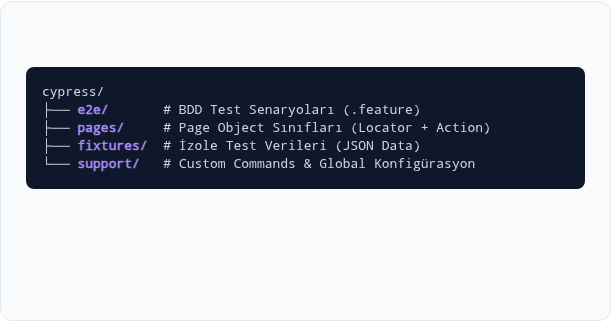 cypress/
├── e2e/       # BDD Test Senaryoları (.feature)
├── pages/     # Page Object Sınıfları (Locator + Action)
├── fixtures/  # İzole Test Verileri (JSON Data)
└── support/   # Custom Commands & Global Konfigürasyon